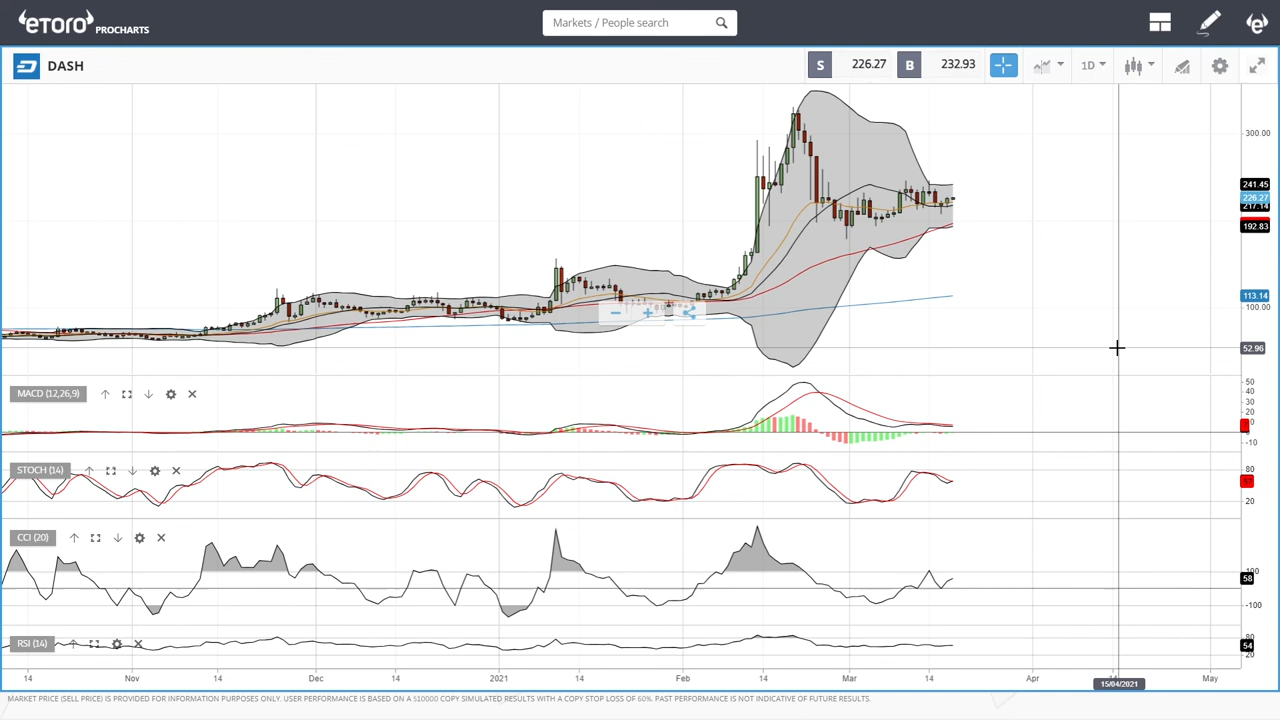 eToro PROCHARTS
Markets / People search
DASH
S 226.27 B 232.93 1D
300.00
241.45
226.27
217.14
192.83
113.14
100.00
52.96
MACD (12,26,9)
50
40
30
20
-10
STOCH (14)
80
57
20
CCI (20)
100
58
-100
RSI (14)
80
54
20
14 Nov 14 Dec 14 2021 14 Feb 14 Mar 14 Apr May
15/04/2021
MARKET PRICE (SELL PRICE) IS PROVIDED FOR INFORMATION PURPOSES ONLY. USER PERFORMANCE IS BASED ON A $10000 COPY SIMULATED RESULTS WITH A COPY STOP LOSS OF 60%. PAST PERFORMANCE IS NOT INDICATIVE OF FUTURE RESULTS.